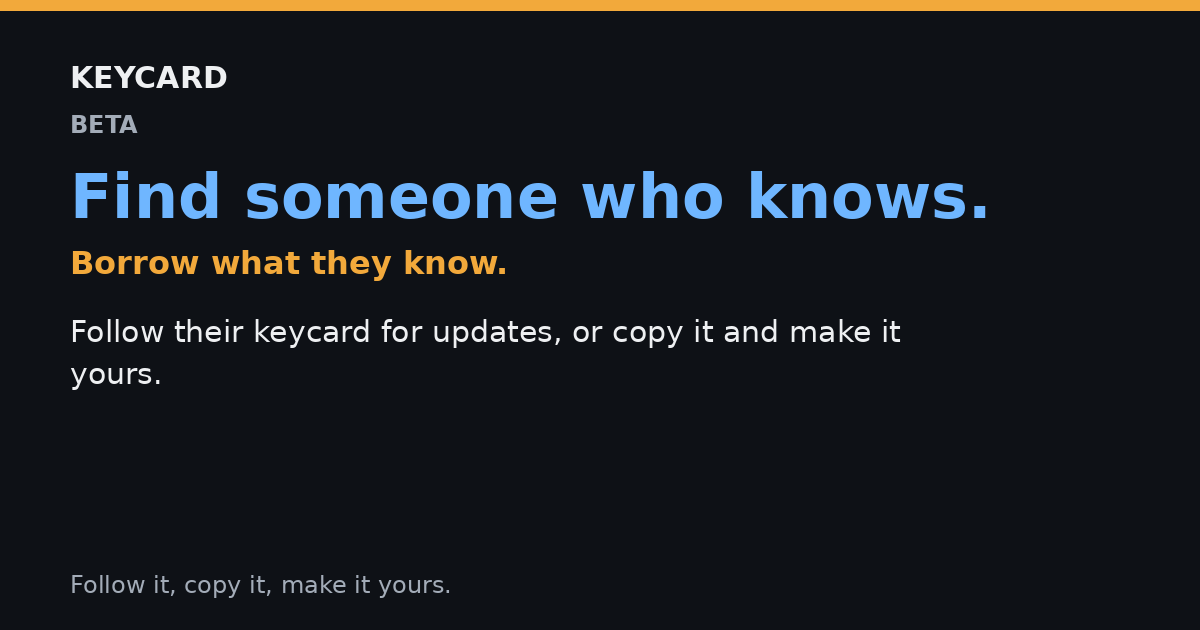 KEYCARD
BETA
Find someone who knows.
Borrow what they know.
Follow their keycard for updates, or copy it and make it
yours.
Follow it, copy it, make it yours.